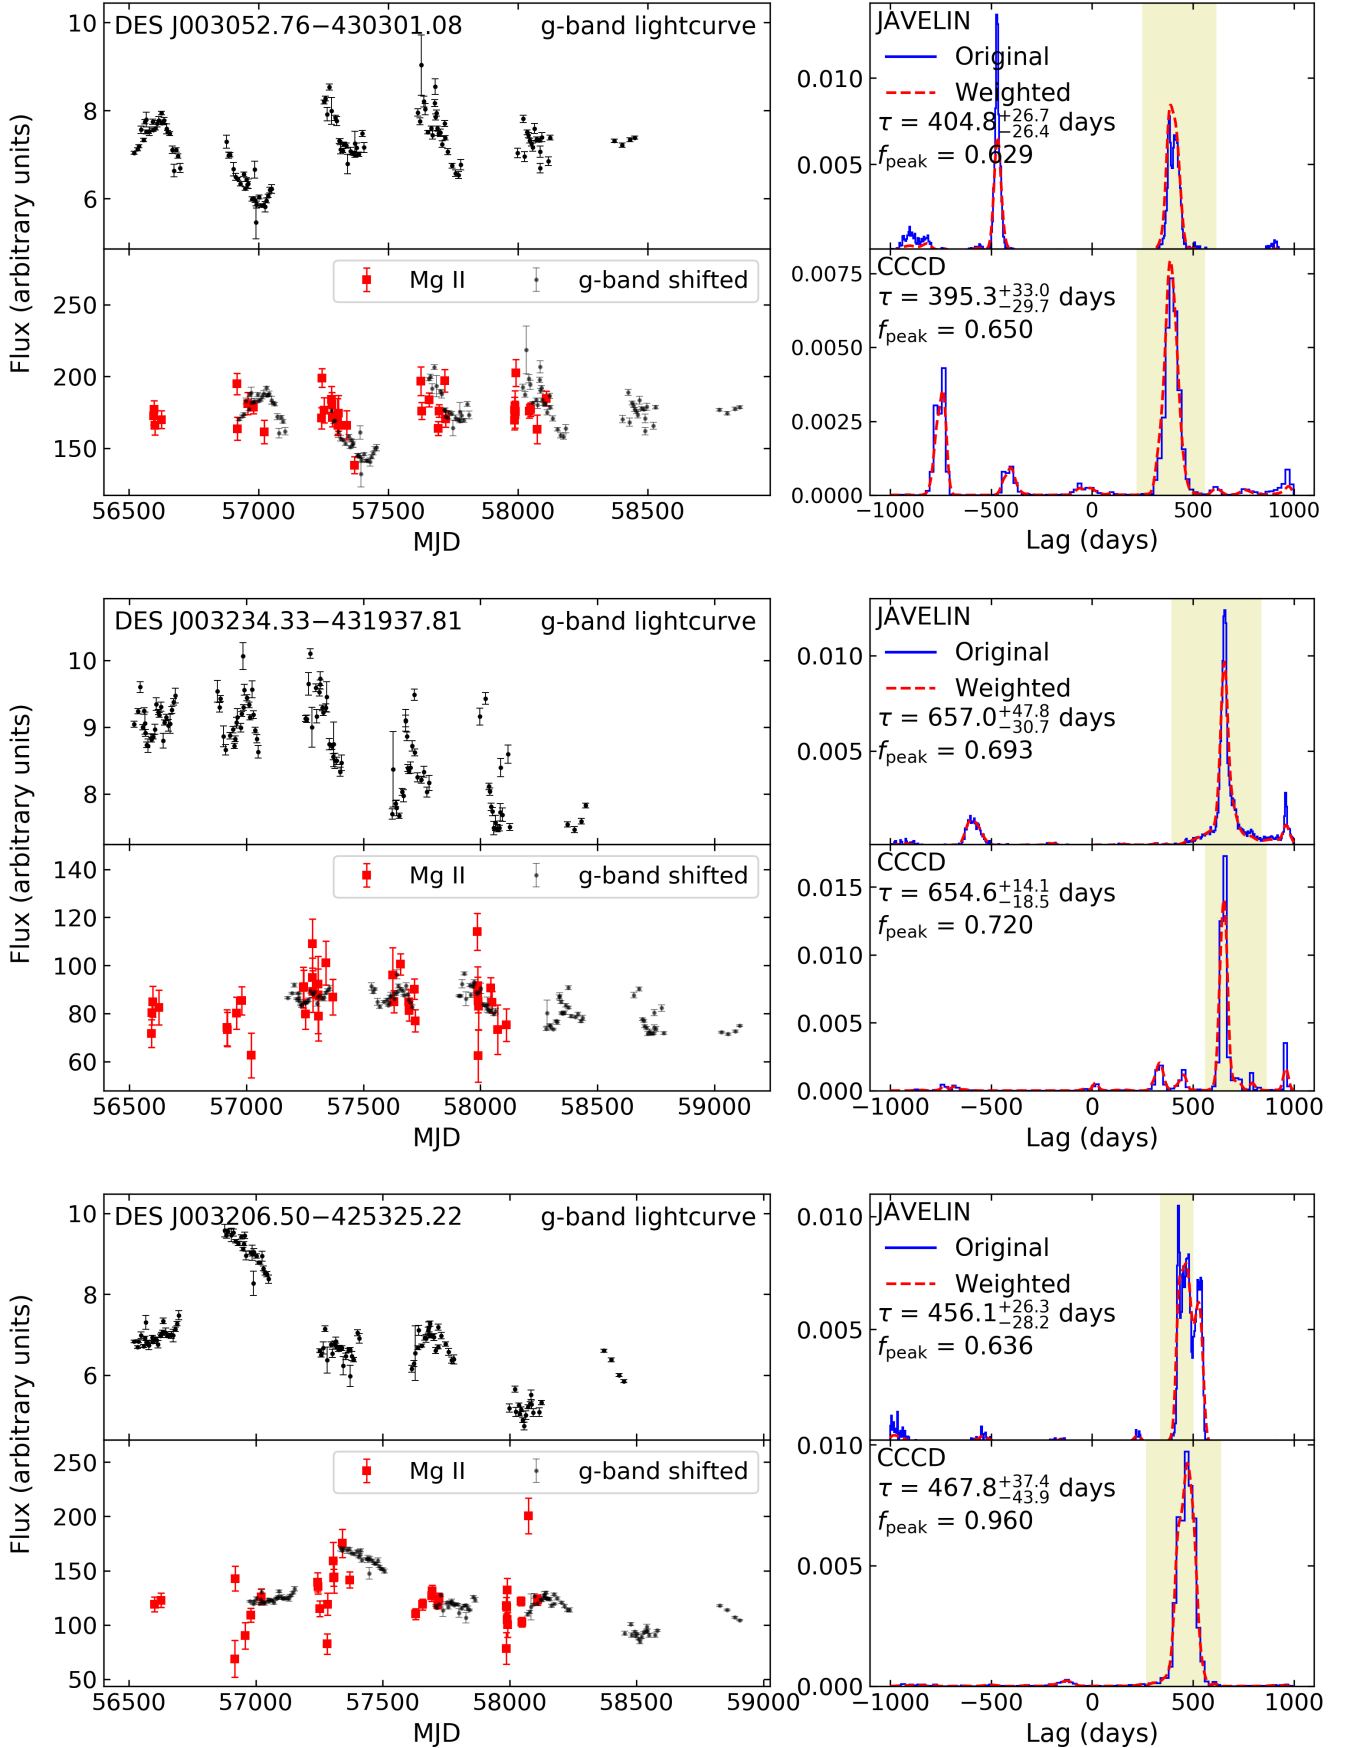 DES J003052.76−430301.08 g-band lightcurve
10
8
6
Mg II g-band shifted
250
200
150
Flux (arbitrary units)
56500 57000 57500 58000 58500
MJD
JAVELIN
Original
Weighted
τ = 404.8+26.7−26.4 days
fpeak = 0.629
0.010
0.005
CCCD
τ = 395.3+33.0−29.7 days
fpeak = 0.650
0.0075
0.0050
0.0025
0.0000
−1000 −500 0 500 1000
Lag (days)
DES J003234.33−431937.81 g-band lightcurve
10
9
8
Mg II g-band shifted
140
120
100
80
60
Flux (arbitrary units)
56500 57000 57500 58000 58500 59000
MJD
JAVELIN
Original
Weighted
τ = 657.0+47.8−30.7 days
fpeak = 0.693
0.010
0.005
CCCD
τ = 654.6+14.1−18.5 days
fpeak = 0.720
0.015
0.010
0.005
0.000
−1000 −500 0 500 1000
Lag (days)
DES J003206.50−425325.22 g-band lightcurve
10
8
6
Mg II g-band shifted
250
200
150
100
50
Flux (arbitrary units)
56500 57000 57500 58000 58500 59000
MJD
JAVELIN
Original
Weighted
τ = 456.1+26.3−28.2 days
fpeak = 0.636
0.010
0.005
CCCD
τ = 467.8+37.4−43.9 days
fpeak = 0.960
0.010
0.005
0.000
−1000 −500 0 500 1000
Lag (days)